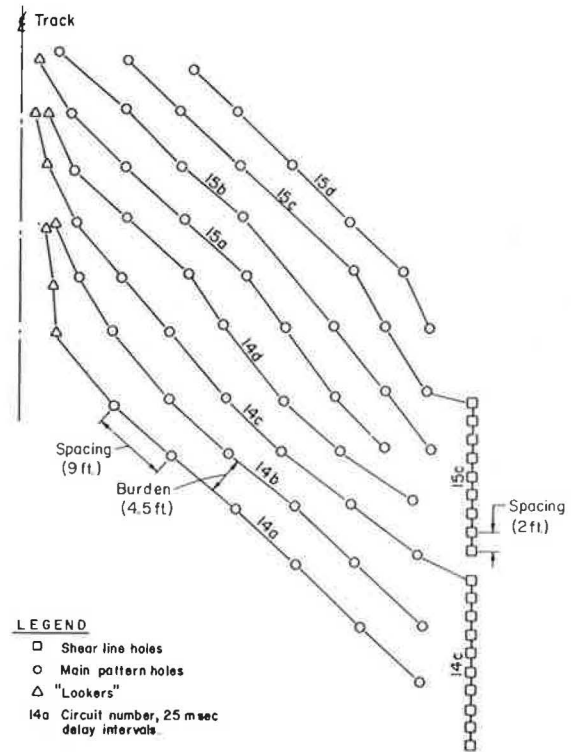 ℄ Track
15d
15b
15c
15a
14d
14c
Spacing
(9 ft.)
Burden
(4.5 ft)
14b
14a
15c
Spacing
(2 ft)
14c
LEGEND
Shear line holes
Main pattern holes
"Lookers"
14a Circuit number, 25 msec
delay intervals.